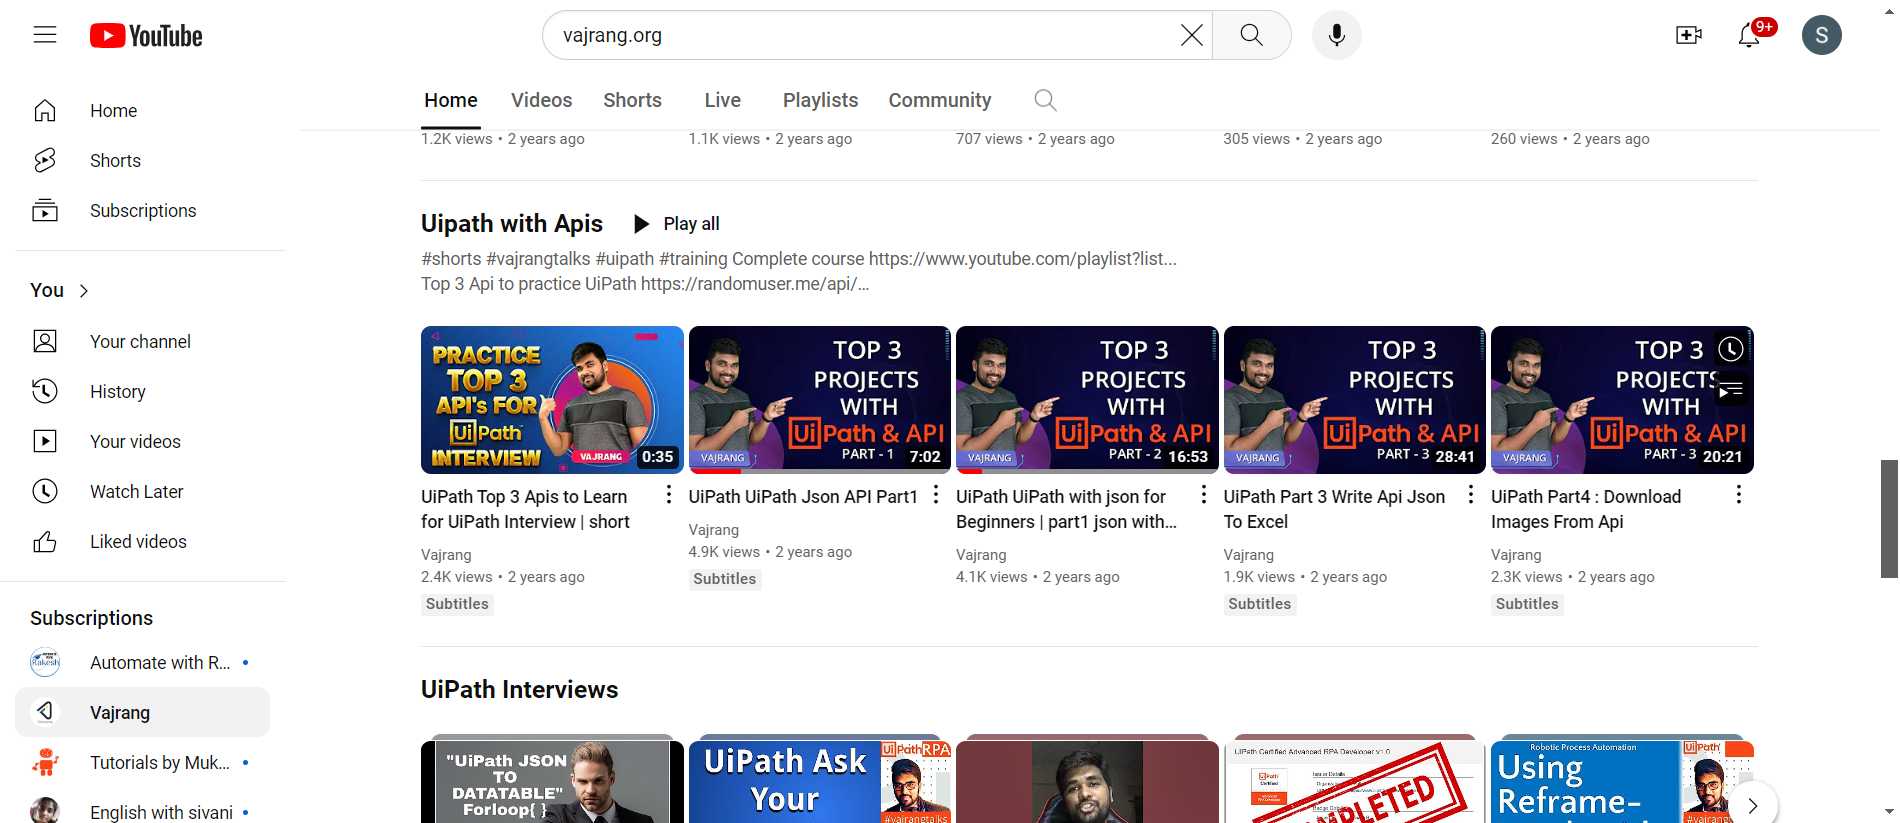 YouTube
vajrang.org
9+
S
Home
Videos
Shorts
Live
Playlists
Community
Home
Shorts
Subscriptions
You
Your channel
History
Your videos
Watch Later
Liked videos
Subscriptions
Automate with R...
Vajrang
Tutorials by Muk...
English with sivani
1.2K views • 2 years ago
1.1K views • 2 years ago
707 views • 2 years ago
305 views • 2 years ago
260 views • 2 years ago
Uipath with Apis
Play all
#shorts #vajrangtalks #uipath #training Complete course https://www.youtube.com/playlist?list...
Top 3 Api to practice UiPath https://randomuser.me/api/...
PRACTICE
TOP 3
API's FOR
UiPath
INTERVIEW
VAJRANG
0:35
UiPath Top 3 Apis to Learn
for UiPath Interview | short
Vajrang
2.4K views • 2 years ago
Subtitles
TOP 3
PROJECTS
WITH
UiPath & API
PART - 1
VAJRANG
7:02
UiPath UiPath Json API Part1
Vajrang
4.9K views • 2 years ago
Subtitles
TOP 3
PROJECTS
WITH
UiPath & API
PART - 2
VAJRANG
16:53
UiPath UiPath with json for
Beginners | part1 json with...
Vajrang
4.1K views • 2 years ago
TOP 3
PROJECTS
WITH
UiPath & API
PART - 3
VAJRANG
28:41
UiPath Part 3 Write Api Json
To Excel
Vajrang
1.9K views • 2 years ago
Subtitles
TOP 3
PROJECTS
WITH
UiPath & API
PART - 3
VAJRANG
20:21
UiPath Part4 : Download
Images From Api
Vajrang
2.3K views • 2 years ago
Subtitles
UiPath Interviews
"UiPath JSON
TO
DATATABLE"
Forloop{ }
UiPath Ask
Your
UiPath RPA
#vajrangtalks
UiPath Certified Advanced RPA Developer v1.0
Robotic Process Automation
UiPath
Using
Reframe-